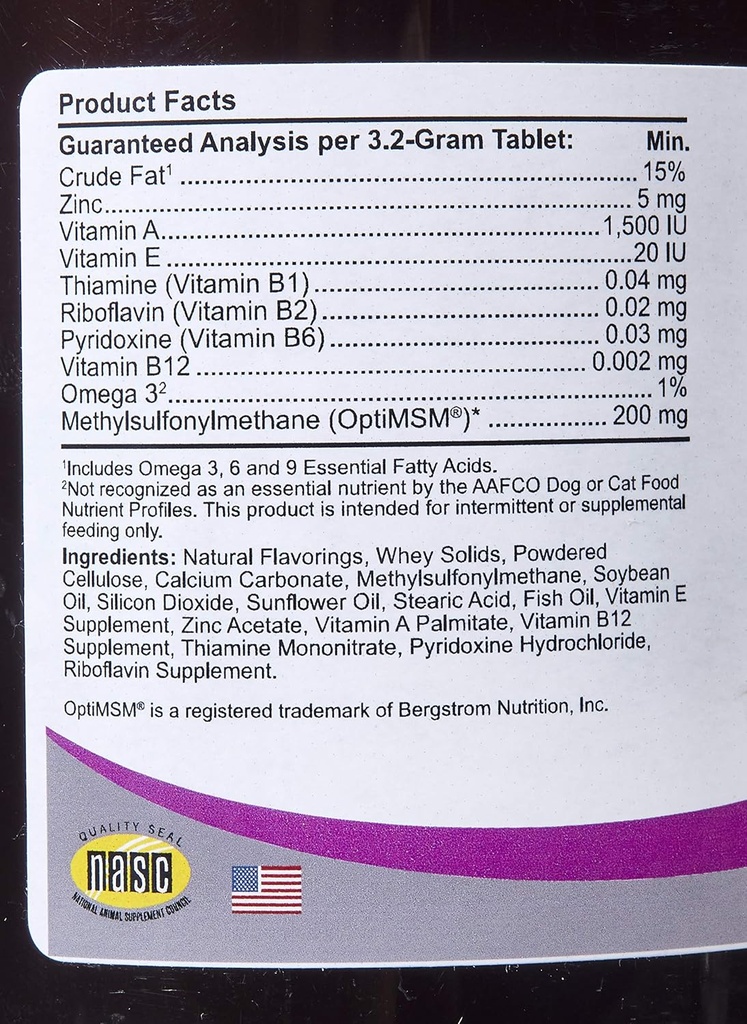 Product Facts
Guaranteed Analysis per 3.2-Gram Tablet: Min.
Crude Fat¹ ........................................................... 15%
Zinc.................................................................... 5 mg
Vitamin A.........................................................1,500 IU
Vitamin E ............................................................20 IU
Thiamine (Vitamin B1)...................................... 0.04 mg
Riboflavin (Vitamin B2)..................................... 0.02 mg
Pyridoxine (Vitamin B6).................................... 0.03 mg
Vitamin B12 .................................................... 0.002 mg
Omega 3²............................................................... 1%
Methylsulfonylmethane (OptiMSM®)* ................. 200 mg
¹Includes Omega 3, 6 and 9 Essential Fatty Acids.
²Not recognized as an essential nutrient by the AAFCO Dog or Cat Food
Nutrient Profiles. This product is intended for intermittent or supplemental
feeding only.
Ingredients: Natural Flavorings, Whey Solids, Powdered
Cellulose, Calcium Carbonate, Methylsulfonylmethane, Soybean
Oil, Silicon Dioxide, Sunflower Oil, Stearic Acid, Fish Oil, Vitamin E
Supplement, Zinc Acetate, Vitamin A Palmitate, Vitamin B12
Supplement, Thiamine Mononitrate, Pyridoxine Hydrochloride,
Riboflavin Supplement.
OptiMSM® is a registered trademark of Bergstrom Nutrition, Inc.
QUALITY SEAL
nasc
NATIONAL ANIMAL SUPPLEMENT COUNCIL